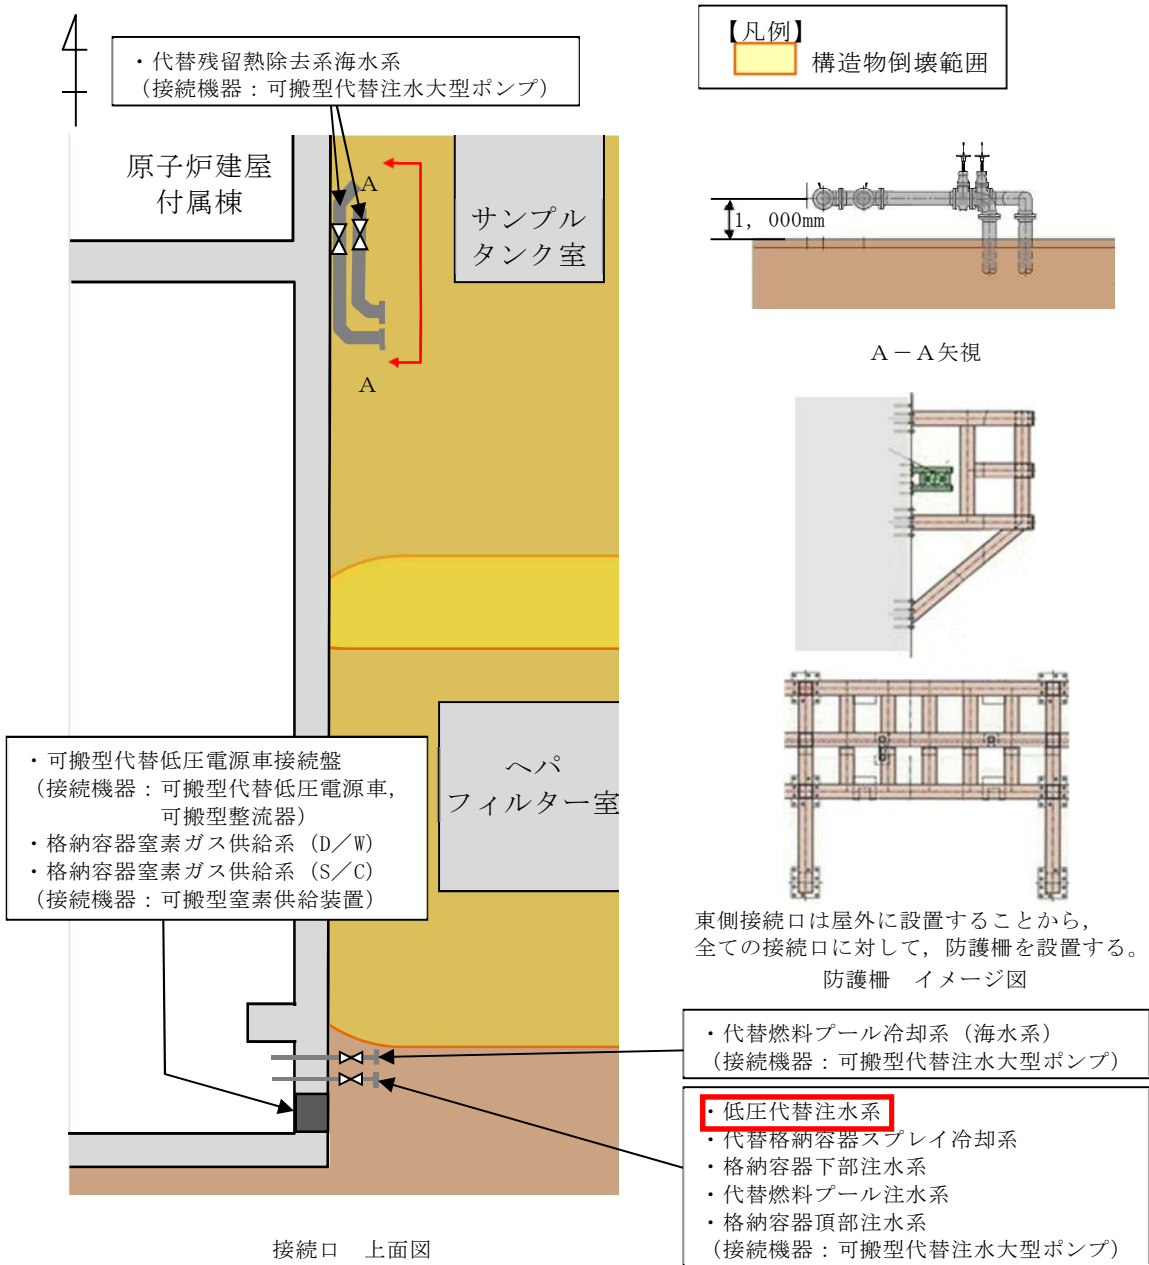 ・代替残留熱除去系海水系
（接続機器：可搬型代替注水大型ポンプ）
【凡例】
構造物倒壊範囲
原子炉建屋
付属棟
A
サンプル
タンク室
A
1,000mm
A－A矢視
・可搬型代替低圧電源車接続盤
（接続機器：可搬型代替低圧電源車，
可搬型整流器）
・格納容器窒素ガス供給系（D／W）
・格納容器窒素ガス供給系（S／C）
（接続機器：可搬型窒素供給装置）
ヘパ
フィルター室
東側接続口は屋外に設置することから，
全ての接続口に対して，防護柵を設置する。
防護柵　イメージ図
・代替燃料プール冷却系（海水系）
（接続機器：可搬型代替注水大型ポンプ）
・低圧代替注水系
・代替格納容器スプレイ冷却系
・格納容器下部注水系
・代替燃料プール注水系
・格納容器頂部注水系
（接続機器：可搬型代替注水大型ポンプ）
接続口　上面図